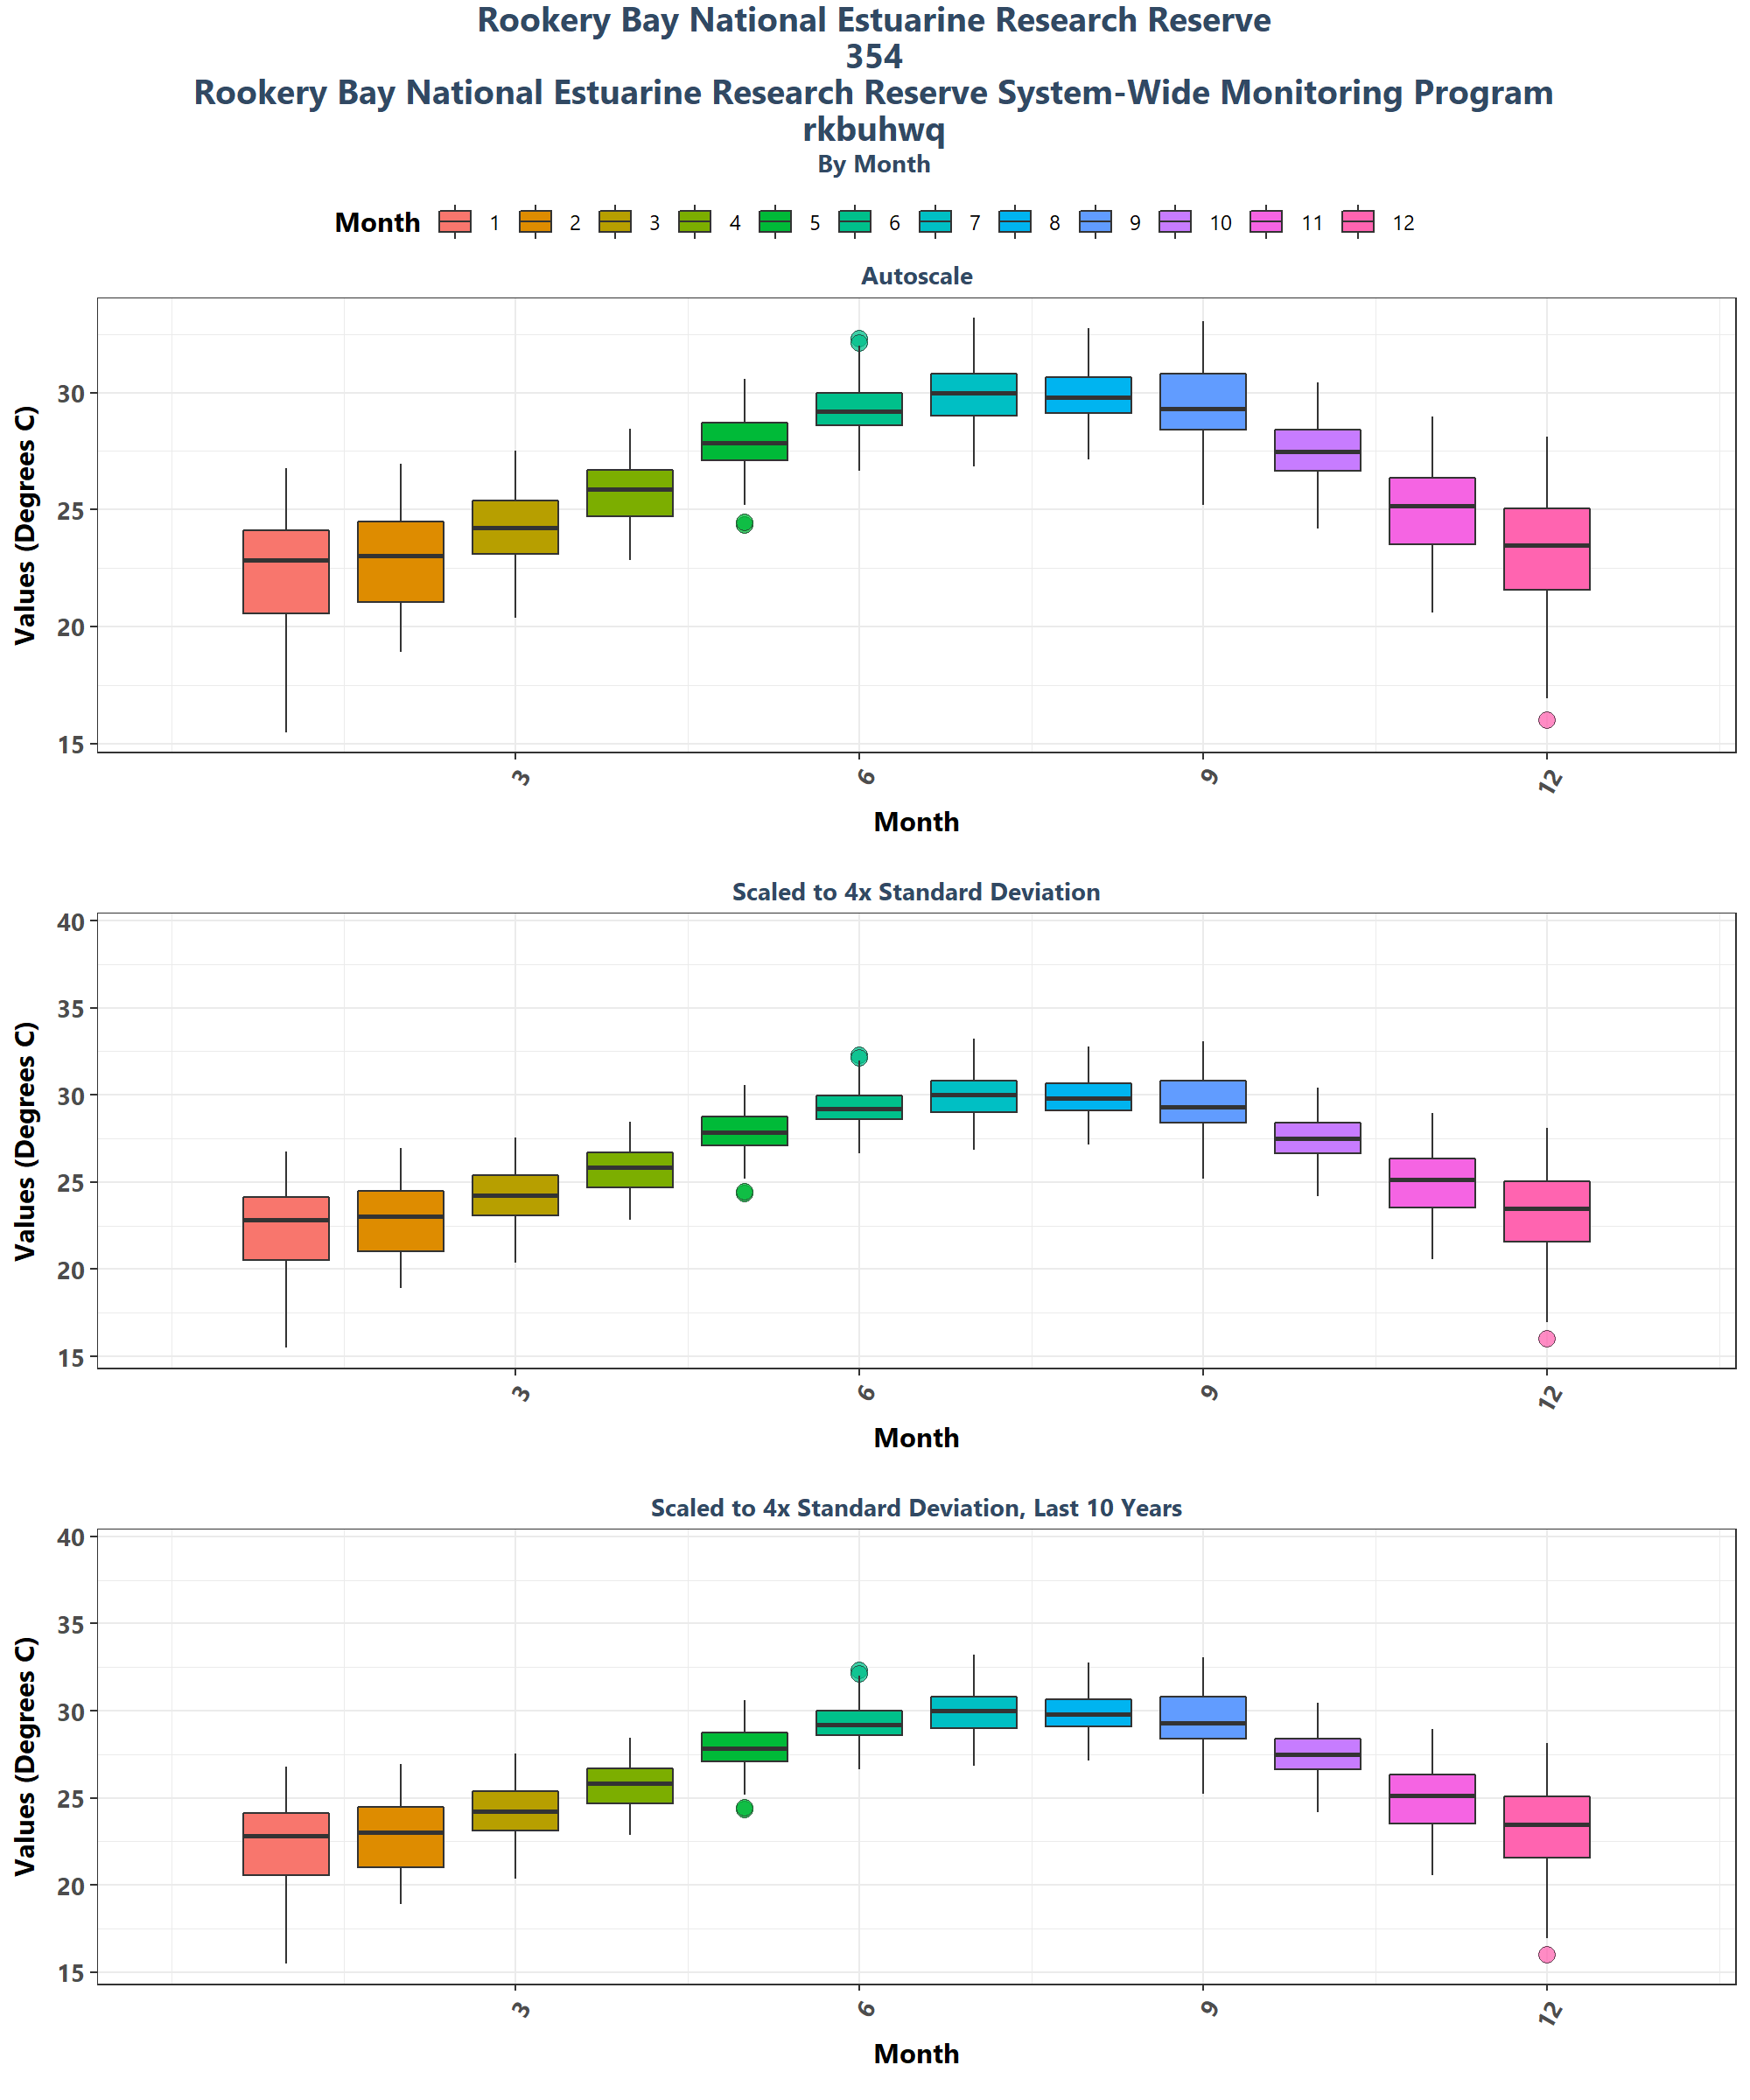 Rookery Bay National Estuarine Research Reserve
354
Rookery Bay National Estuarine Research Reserve System-Wide Monitoring Program
rkbuhwq
By Month
Month 1 2 3 4 5 6 7 8 9 10 11 12
Autoscale
Values (Degrees C)
30
25
20
15
3 6 9 12
Month
Scaled to 4x Standard Deviation
Values (Degrees C)
40
35
30
25
20
15
3 6 9 12
Month
Scaled to 4x Standard Deviation, Last 10 Years
Values (Degrees C)
40
35
30
25
20
15
3 6 9 12
Month